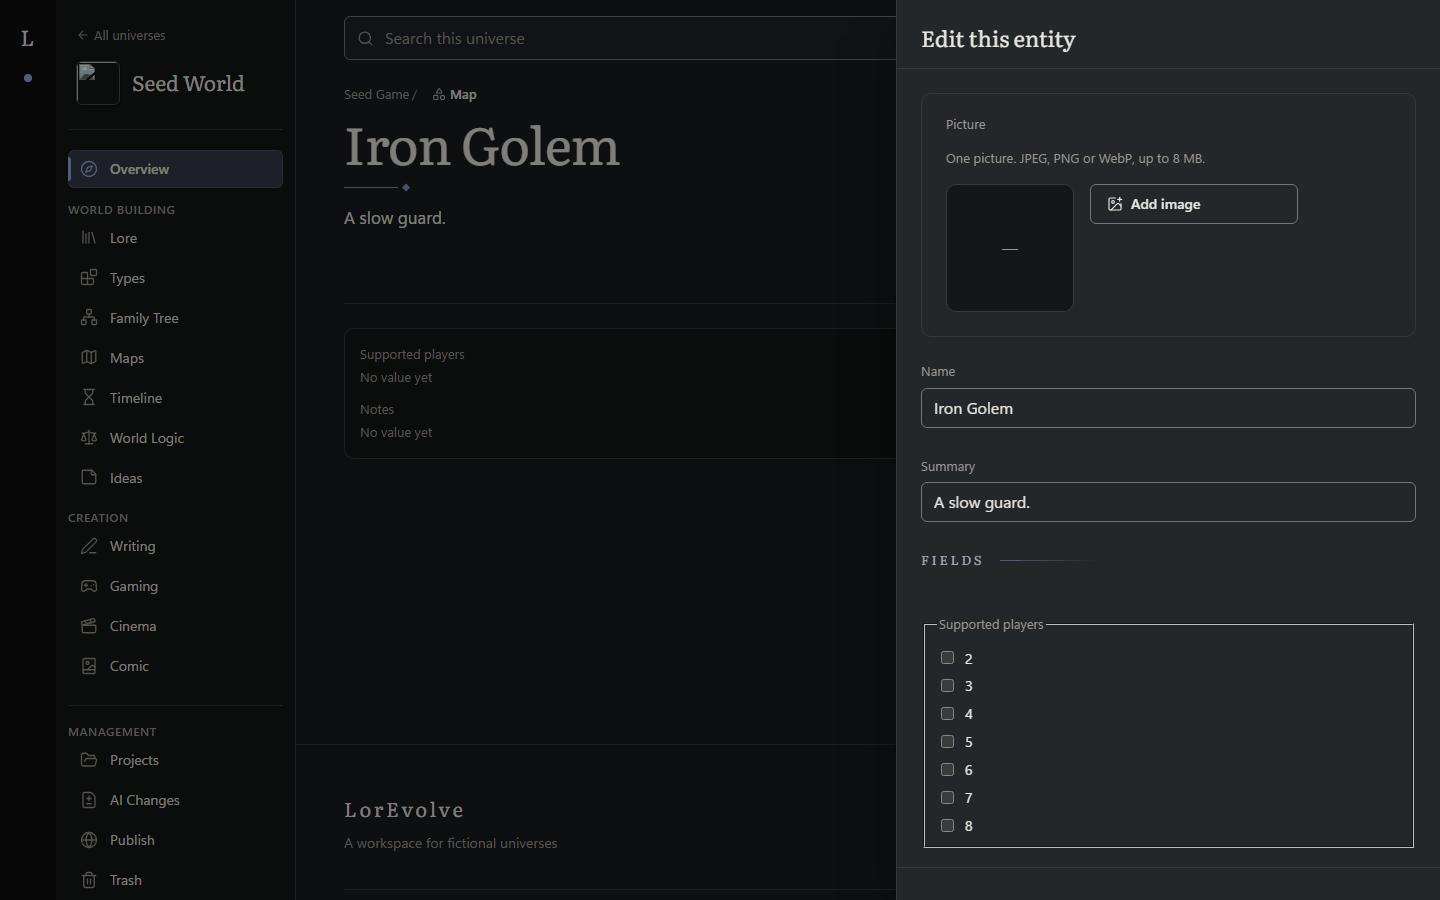 L
All universes
Seed World
Overview
WORLD BUILDING
Lore
Types
Family Tree
Maps
Timeline
World Logic
Ideas
CREATION
Writing
Gaming
Cinema
Comic
MANAGEMENT
Projects
AI Changes
Publish
Trash
Search this universe
Seed Game / Map
Iron Golem
A slow guard.
Supported players
No value yet
Notes
No value yet
LorEvolve
A workspace for fictional universes
Edit this entity
Picture
One picture. JPEG, PNG or WebP, up to 8 MB.
—
Add image
Name
Iron Golem
Summary
A slow guard.
FIELDS
Supported players
2
3
4
5
6
7
8